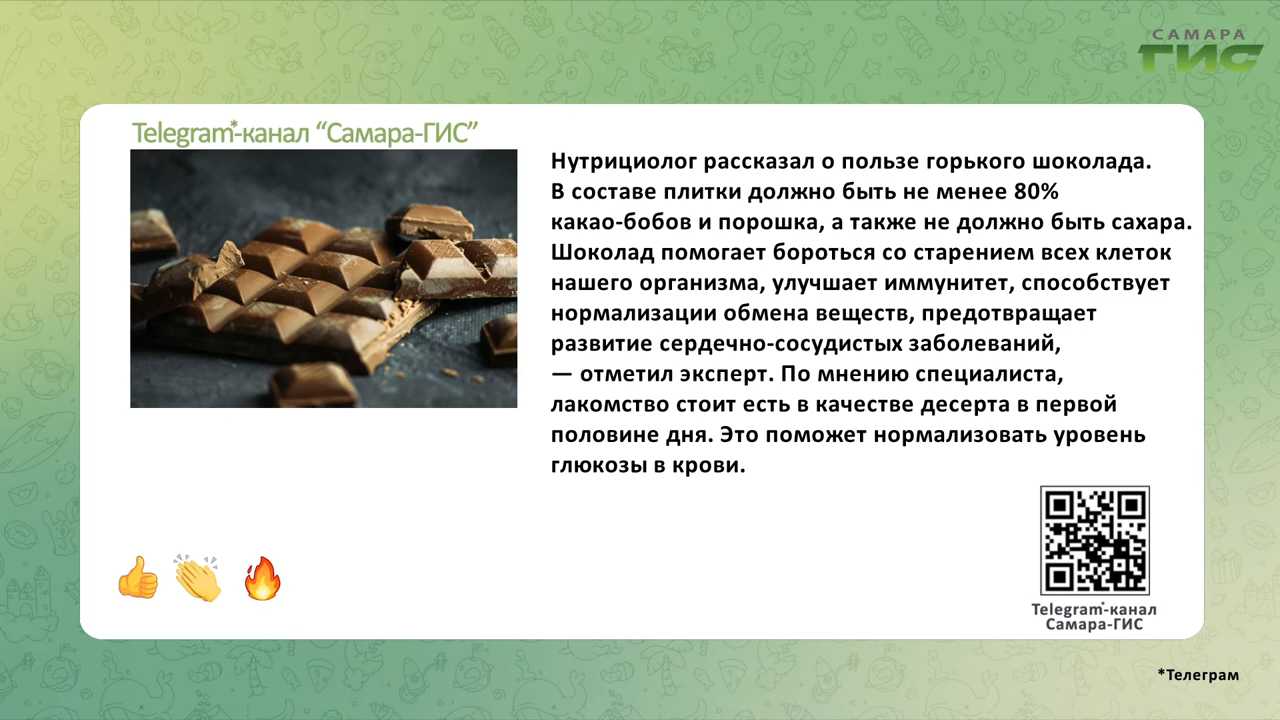 САМАРА
ГИС
Telegram*-канал “Самара-ГИС”
Нутрициолог рассказал о пользе горького шоколада.
В составе плитки должно быть не менее 80%
какао-бобов и порошка, а также не должно быть сахара.
Шоколад помогает бороться со старением всех клеток
нашего организма, улучшает иммунитет, способствует
нормализации обмена веществ, предотвращает
развитие сердечно-сосудистых заболеваний,
— отметил эксперт. По мнению специалиста,
лакомство стоит есть в качестве десерта в первой
половине дня. Это поможет нормализовать уровень
глюкозы в крови.
Telegram*-канал
Самара-ГИС
*Телеграм